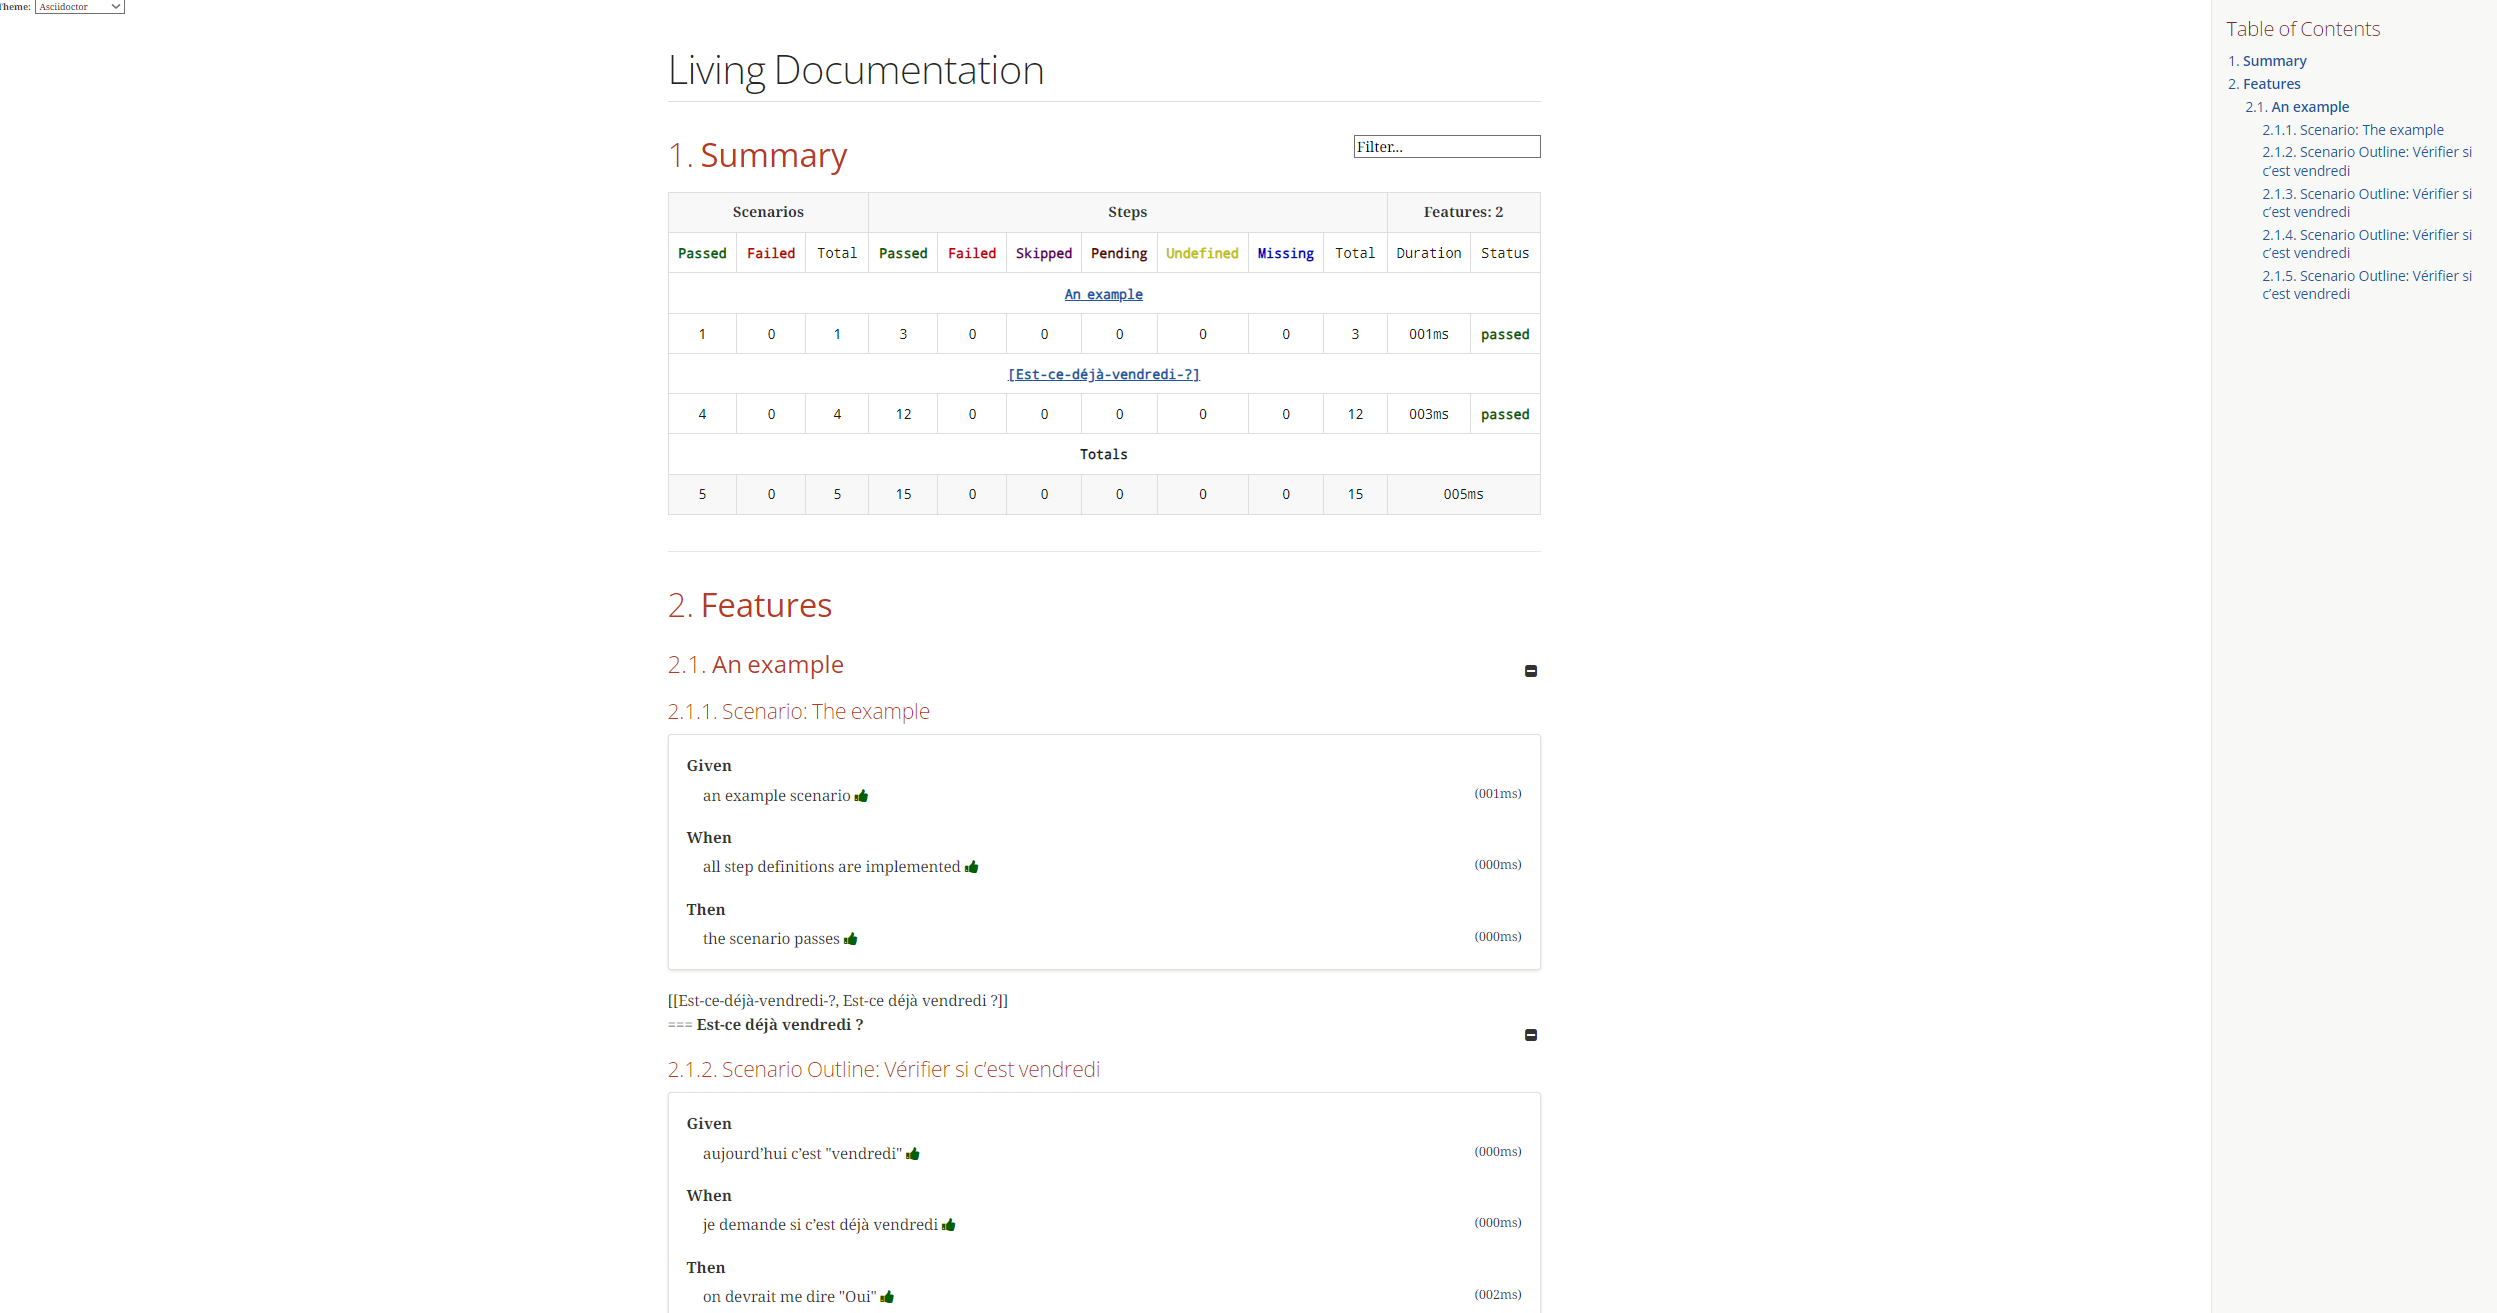 Theme: Asciidoctor
Living Documentation
1. Summary
Filter...
Scenarios Steps Features: 2
Passed Failed Total Passed Failed Skipped Pending Undefined Missing Total Duration Status
An example
1 0 1 3 0 0 0 0 0 3 001ms passed
[Est-ce-déjà-vendredi-?]
4 0 4 12 0 0 0 0 0 12 003ms passed
Totals
5 0 5 15 0 0 0 0 0 15 005ms
2. Features
2.1. An example
2.1.1. Scenario: The example
Given
an example scenario (001ms)
When
all step definitions are implemented (000ms)
Then
the scenario passes (000ms)
[[Est-ce-déjà-vendredi-?, Est-ce déjà vendredi ?]]
=== Est-ce déjà vendredi ?
2.1.2. Scenario Outline: Vérifier si c’est vendredi
Given
aujourd’hui c’est "vendredi" (000ms)
When
je demande si c’est déjà vendredi (000ms)
Then
on devrait me dire "Oui" (002ms)
Table of Contents
1. Summary
2. Features
2.1. An example
2.1.1. Scenario: The example
2.1.2. Scenario Outline: Vérifier si
c’est vendredi
2.1.3. Scenario Outline: Vérifier si
c’est vendredi
2.1.4. Scenario Outline: Vérifier si
c’est vendredi
2.1.5. Scenario Outline: Vérifier si
c’est vendredi